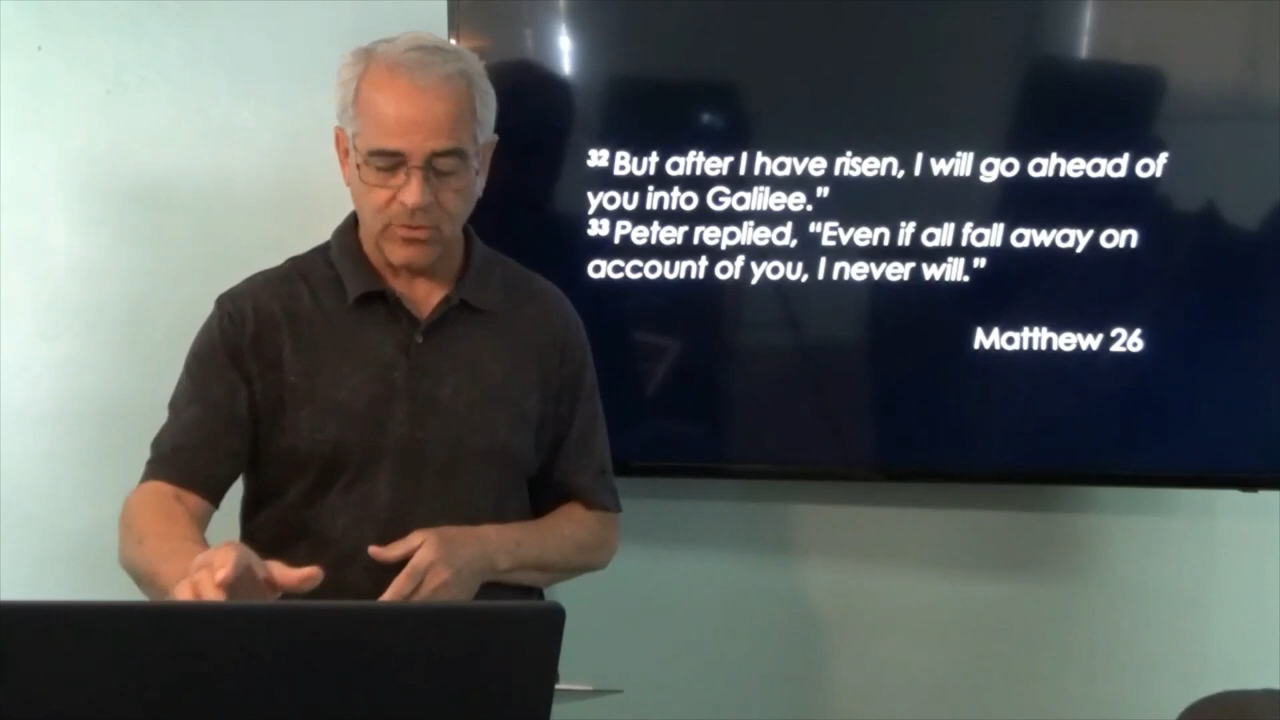 32 But after I have risen, I will go ahead of
you into Galilee.”
33 Peter replied, “Even if all fall away on
account of you, I never will.”
Matthew 26